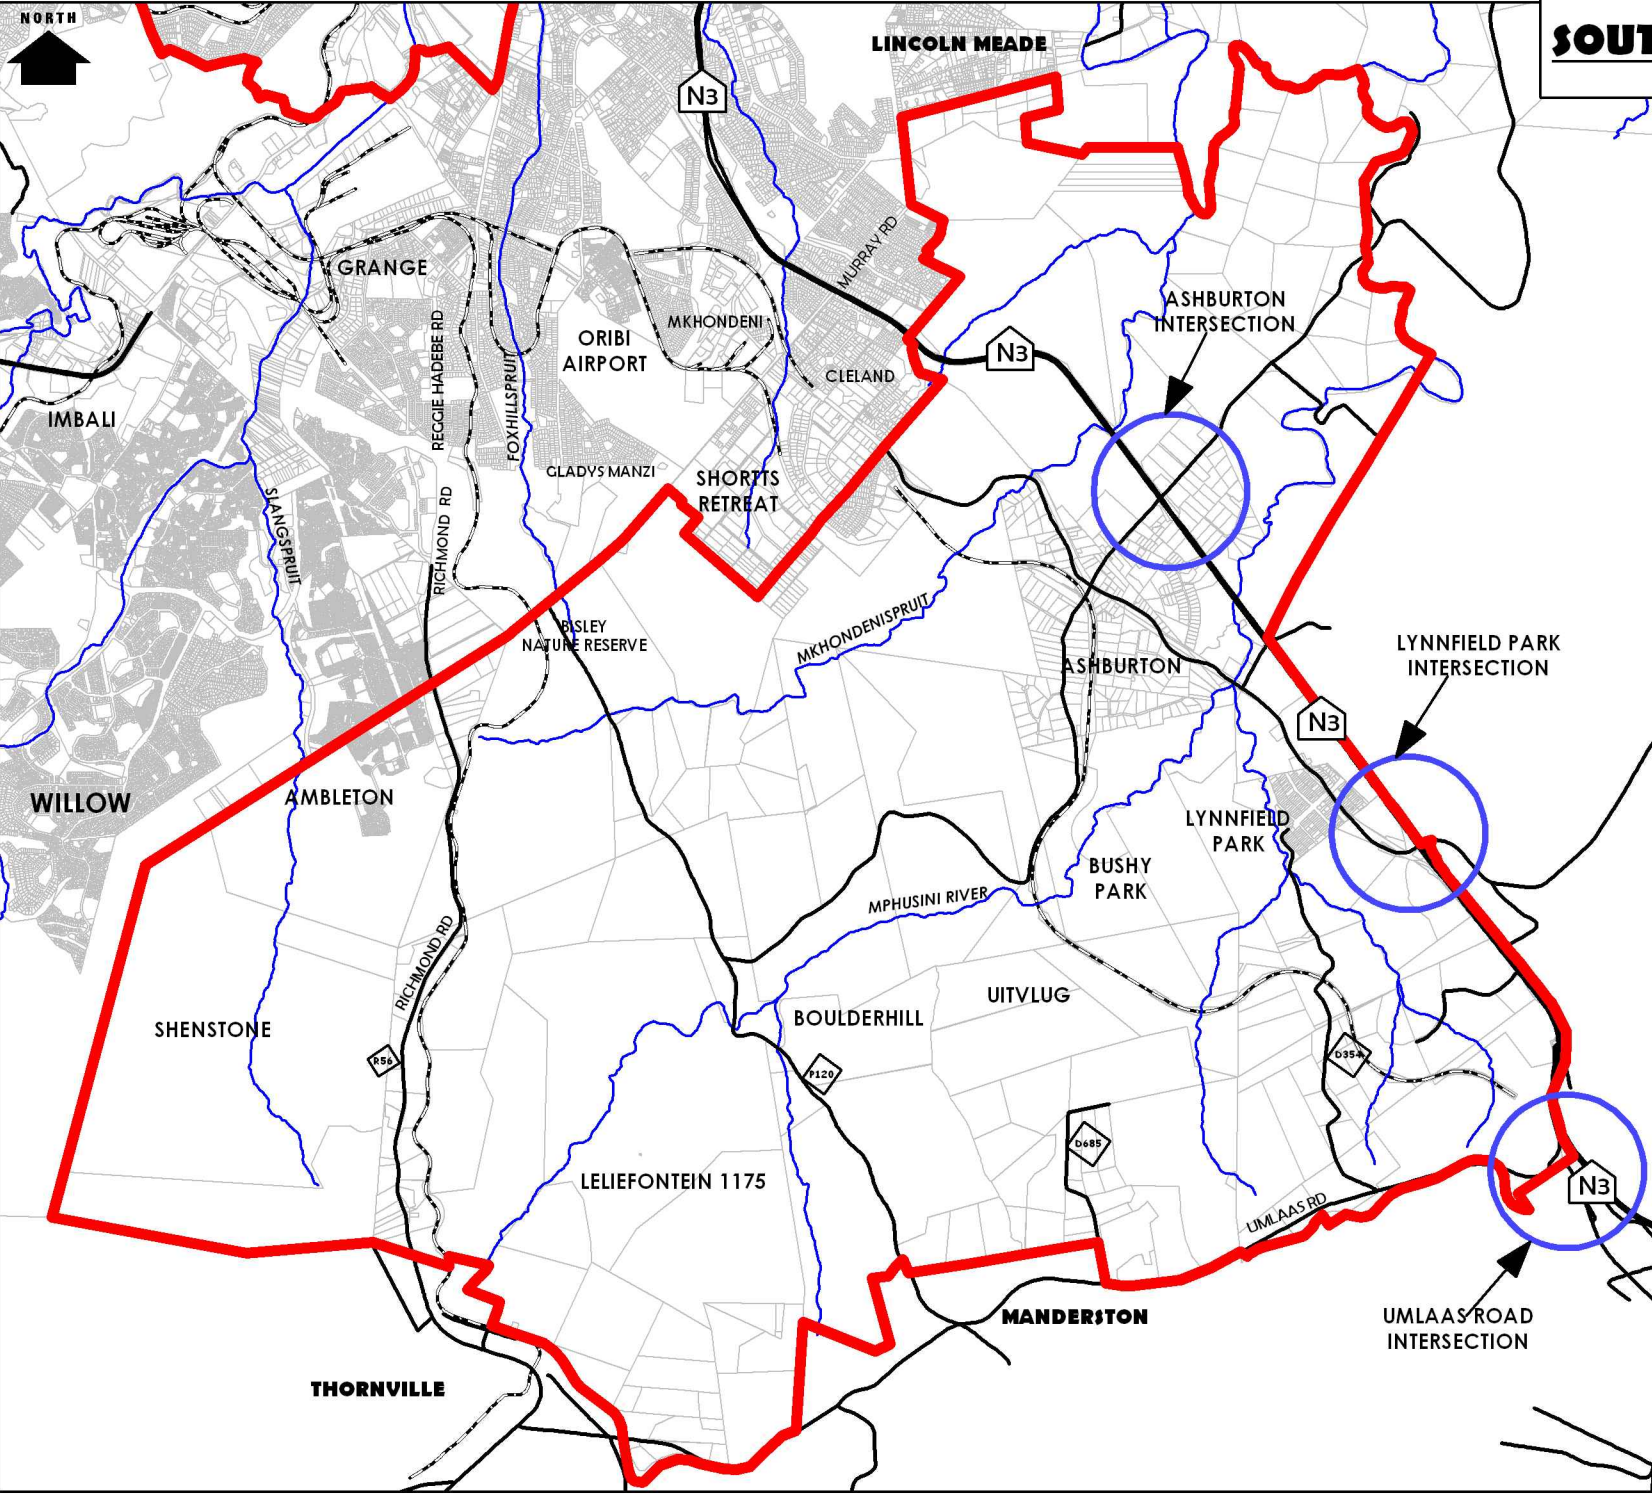 NORTH
LINCOLN MEADE
SOUT
N3
MURRAY RD
GRANGE
ASHBURTON
INTERSECTION
MKHONDENI
ORIBI
AIRPORT
REGGIE HADEBE RD
FOXHILLSPRUIT
N3
CLELAND
IMBALI
GLADYS MANZI
SHORTTS
RETREAT
SLANGSPRUIT
RICHMOND RD
BISLEY
NATURE RESERVE
MKHONDENISPRUIT
ASHBURTON
LYNNFIELD PARK
INTERSECTION
N3
WILLOW
AMBLETON
LYNNFIELD
PARK
BUSHY
PARK
MPHUSINI RIVER
RICHMOND RD
UITVLUG
BOULDERHILL
SHENSTONE
R56
P120
D354
D685
LELIEFONTEIN 1175
N3
UMLAAS RD
MANDERSTON
UMLAAS ROAD
INTERSECTION
THORNVILLE